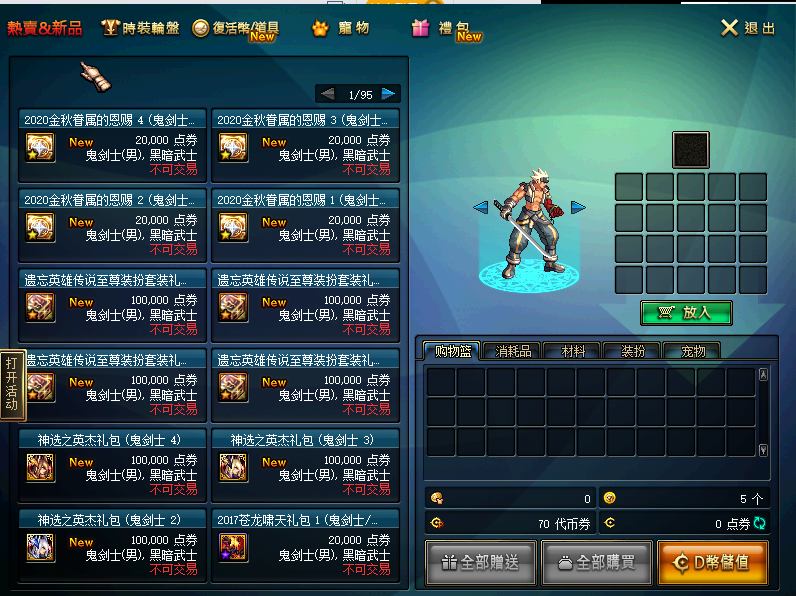 熱賣&新品 時裝輪盤 復活幣/道具 New 寵物 禮包 New 退出
1/95
2020金秋眷属的恩赐 4 (鬼剑士...
New 20,000 点券
鬼剑士(男), 黑暗武士
不可交易
2020金秋眷属的恩赐 3 (鬼剑士...
New 20,000 点券
鬼剑士(男), 黑暗武士
不可交易
2020金秋眷属的恩赐 2 (鬼剑士...
New 20,000 点券
鬼剑士(男), 黑暗武士
不可交易
2020金秋眷属的恩赐 1 (鬼剑士...
New 20,000 点券
鬼剑士(男), 黑暗武士
不可交易
遗忘英雄传说至尊装扮套装礼...
New 100,000 点券
鬼剑士(男), 黑暗武士
不可交易
遗忘英雄传说至尊装扮套装礼...
New 100,000 点券
鬼剑士(男), 黑暗武士
不可交易
遗忘英雄传说至尊装扮套装礼...
New 100,000 点券
鬼剑士(男), 黑暗武士
不可交易
遗忘英雄传说至尊装扮套装礼...
New 100,000 点券
鬼剑士(男), 黑暗武士
不可交易
神选之英杰礼包 (鬼剑士 4)
New 100,000 点券
鬼剑士(男), 黑暗武士
不可交易
神选之英杰礼包 (鬼剑士 3)
New 100,000 点券
鬼剑士(男), 黑暗武士
不可交易
神选之英杰礼包 (鬼剑士 2)
New 100,000 点券
鬼剑士(男), 黑暗武士
不可交易
2017苍龙啸天礼包 1 (鬼剑士/...
New 20,000 点券
鬼剑士(男), 黑暗武士
不可交易
打开活动
放入
购物篮 消耗品 材料 装扮 宠物
0 5 个
70 代币券 0 点券
全部贈送 全部購買 D幣儲值